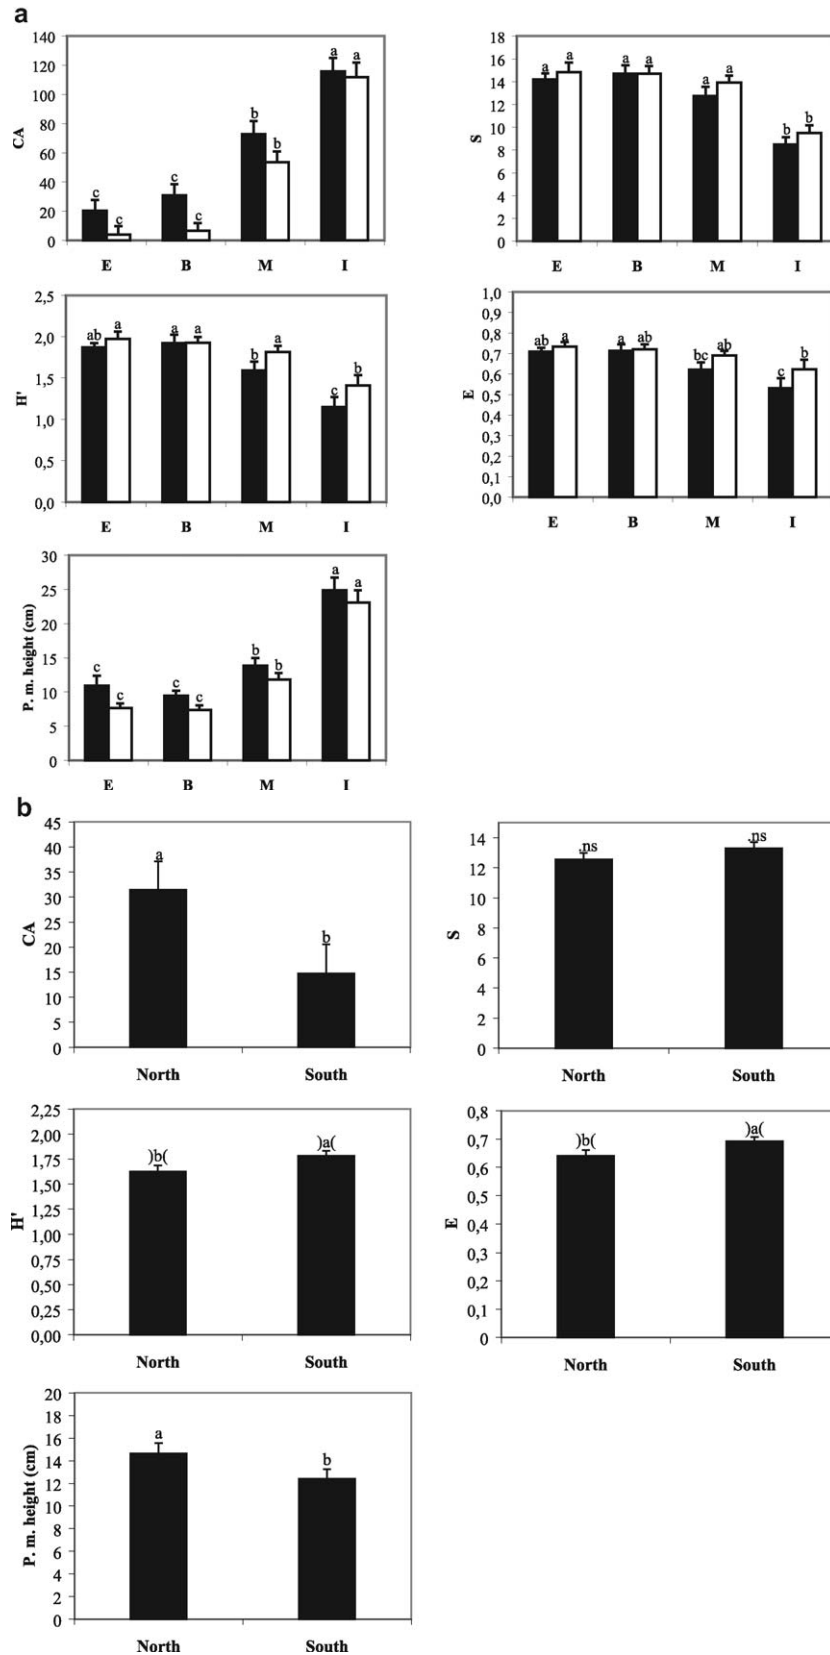 a
140
120
100
80
60
40
20
0
CA
c c c c b b a a
E B M I
18
16
14
12
10
8
6
4
2
0
S
a a a a a a b b
E B M I
2,5
2,0
1,5
1,0
0,5
0,0
H'
ab a a a b a c b
E B M I
1,0
0,9
0,8
0,7
0,6
0,5
0,4
0,3
0,2
0,1
0,0
E
ab a a ab bc ab c b
E B M I
30
25
20
15
10
5
0
P. m. height (cm)
c c c c b b a a
E B M I
b
45
40
35
30
25
20
15
10
5
0
CA
a b
North South
14
12
10
8
6
4
2
0
S
.ns .ns
North South
2,25
2,00
1,75
1,50
1,25
1,00
0,75
0,50
0,25
0,00
H'
)b( )a(
North South
0,8
0,7
0,6
0,5
0,4
0,3
0,2
0,1
0
E
)b( )a(
North South
20
18
16
14
12
10
8
6
4
2
0
P. m. height (cm)
a b
North South